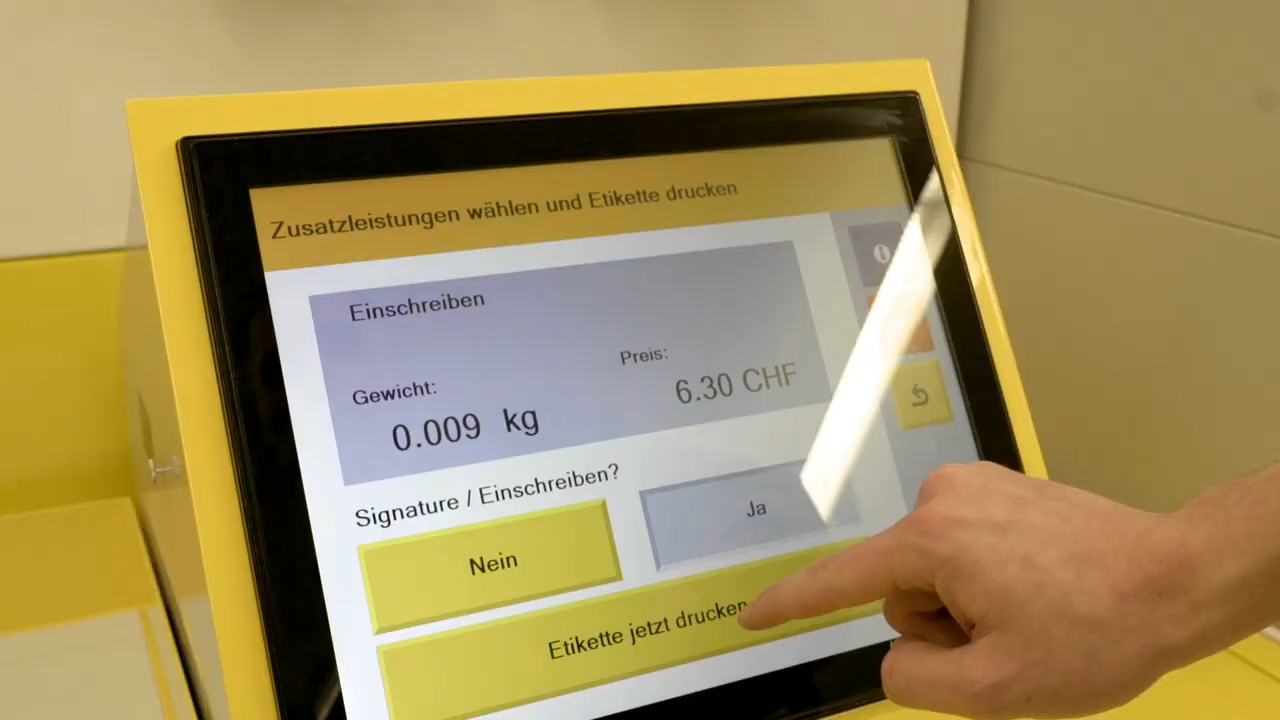 Zusatzleistungen wählen und Etikette drucken
Einschreiben
Gewicht:
0.009 kg
Preis:
6.30 CHF
Signature / Einschreiben?
Nein
Ja
Etikette jetzt drucken